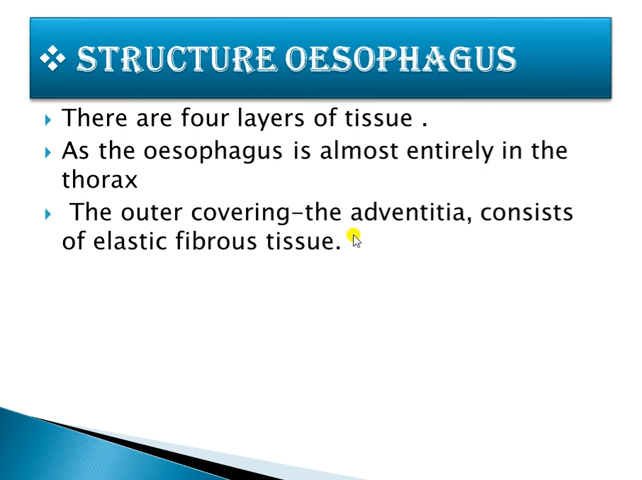 ❖ STRUCTURE OESOPHAGUS
There are four layers of tissue .
As the oesophagus is almost entirely in the
thorax
The outer covering-the adventitia, consists
of elastic fibrous tissue.